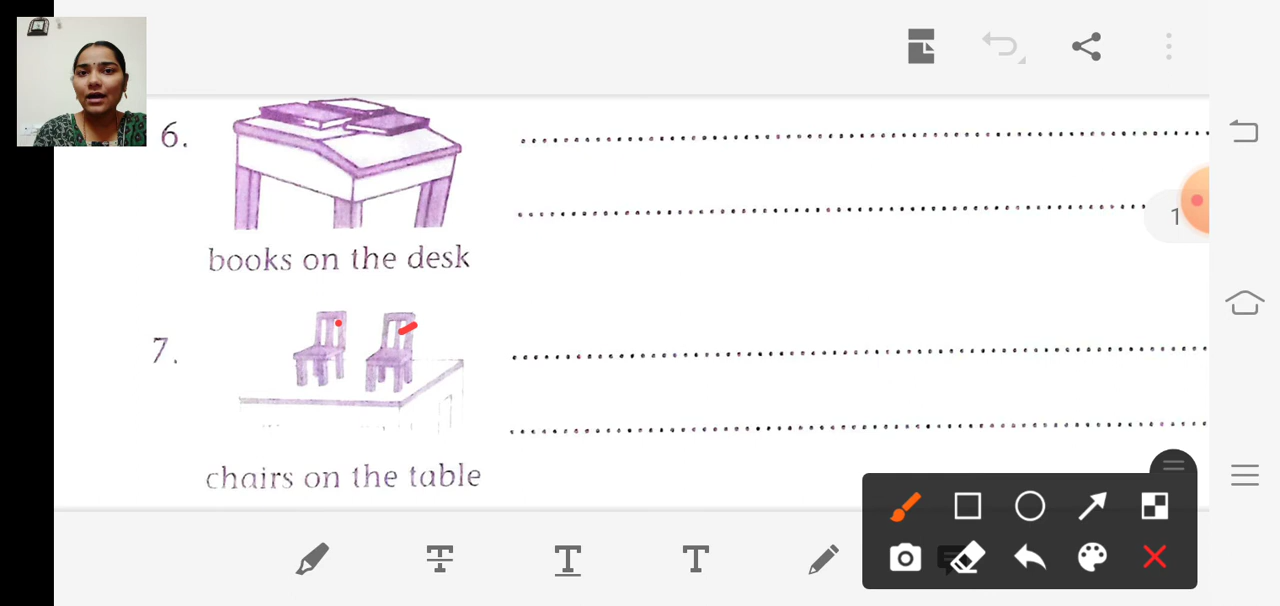 6.
books on the desk
1
7.
chairs on the table
T T T